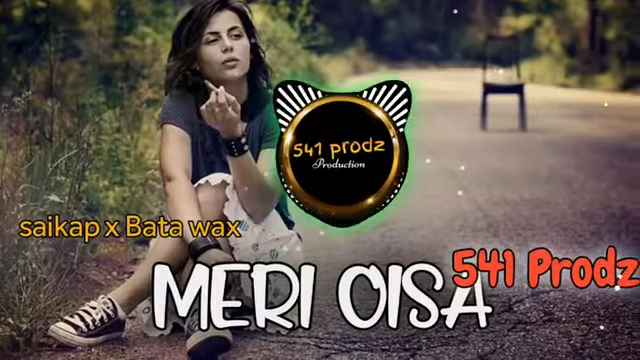 541 prodz
Production
saikap x Bata wax
541 Prodz
MERI OISA